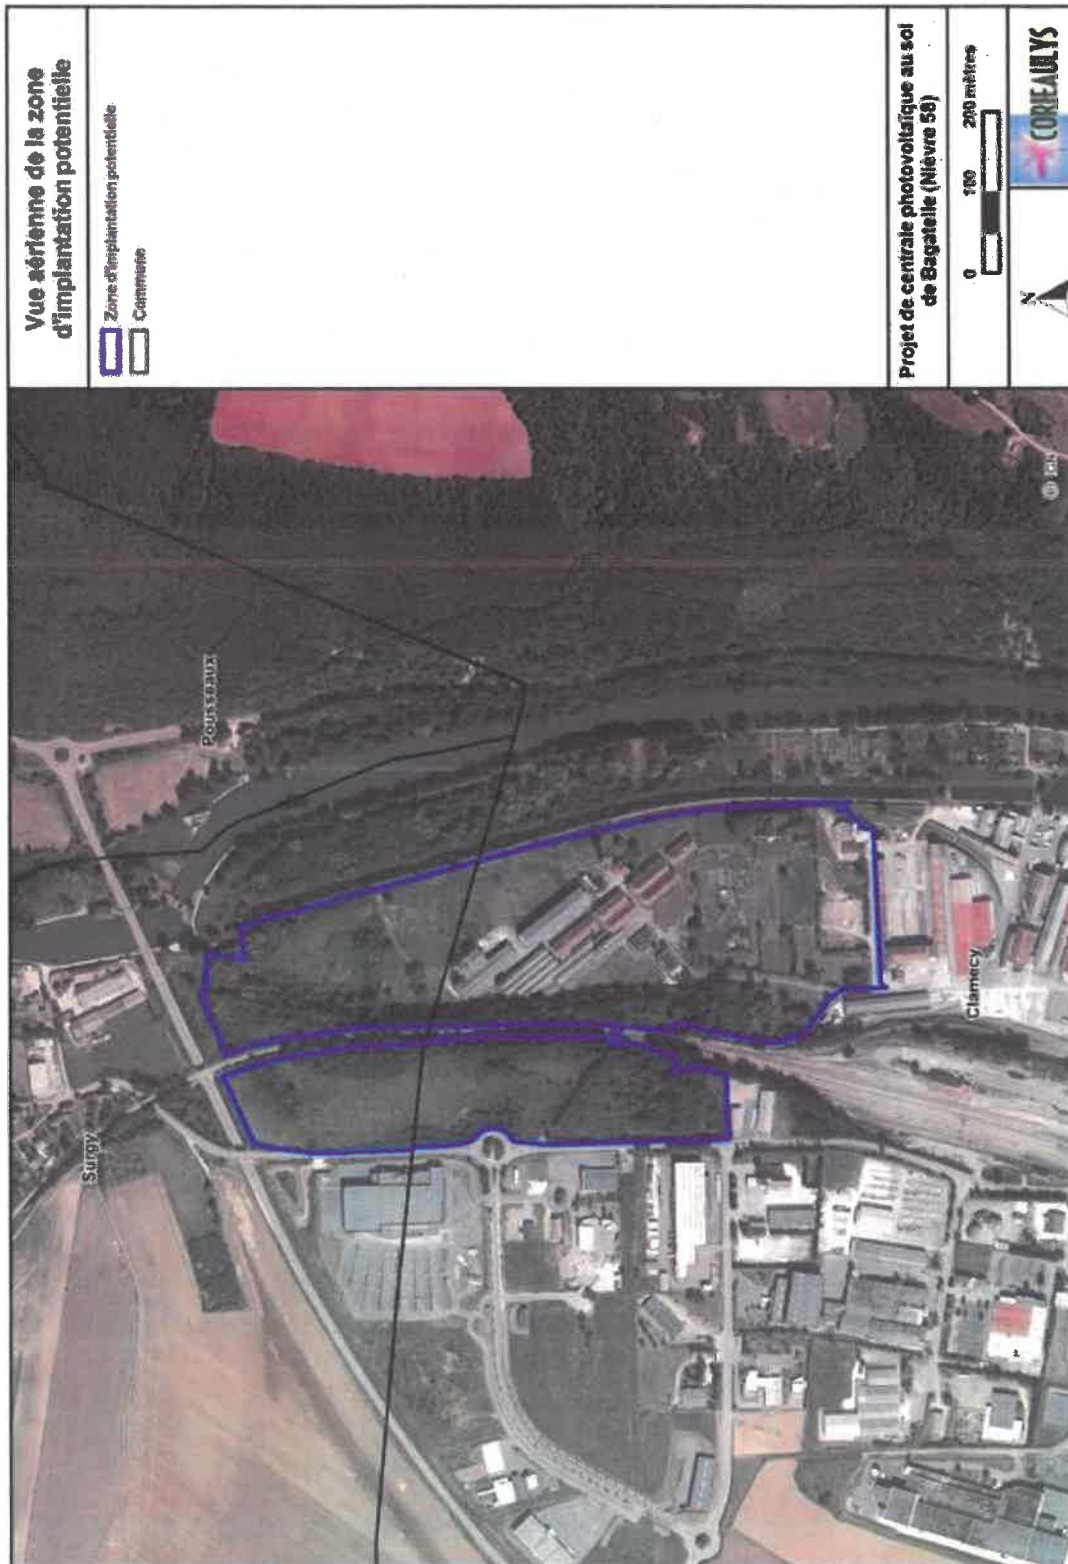 Vue aérienne de la zone
d'implantation potentielle
Zone d'implantation potentielle
Commune
Projet de centrale photovoltaïque au sol
de Bagatelle (Nièvre 58)
0 100 200 mètres
N
CORIEAULYS
Surgy
Pousseaux
Clamecy